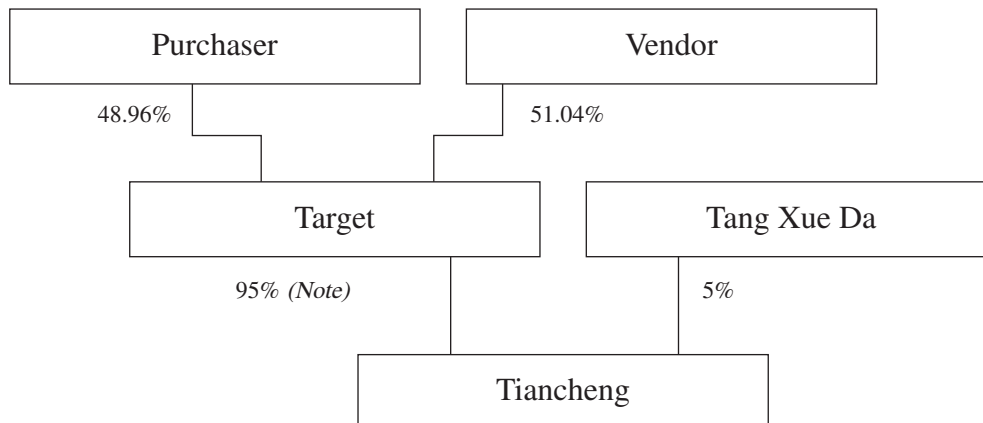 Purchaser
Vendor
48.96%
51.04%
Target
Tang Xue Da
95% (Note)
5%
Tiancheng